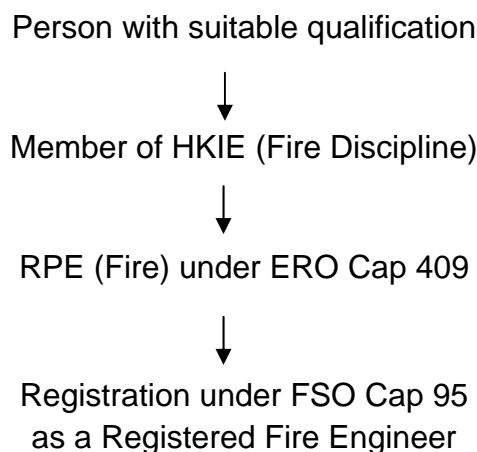 Person with suitable qualification
Member of HKIE (Fire Discipline)
RPE (Fire) under ERO Cap 409
Registration under FSO Cap 95
as a Registered Fire Engineer